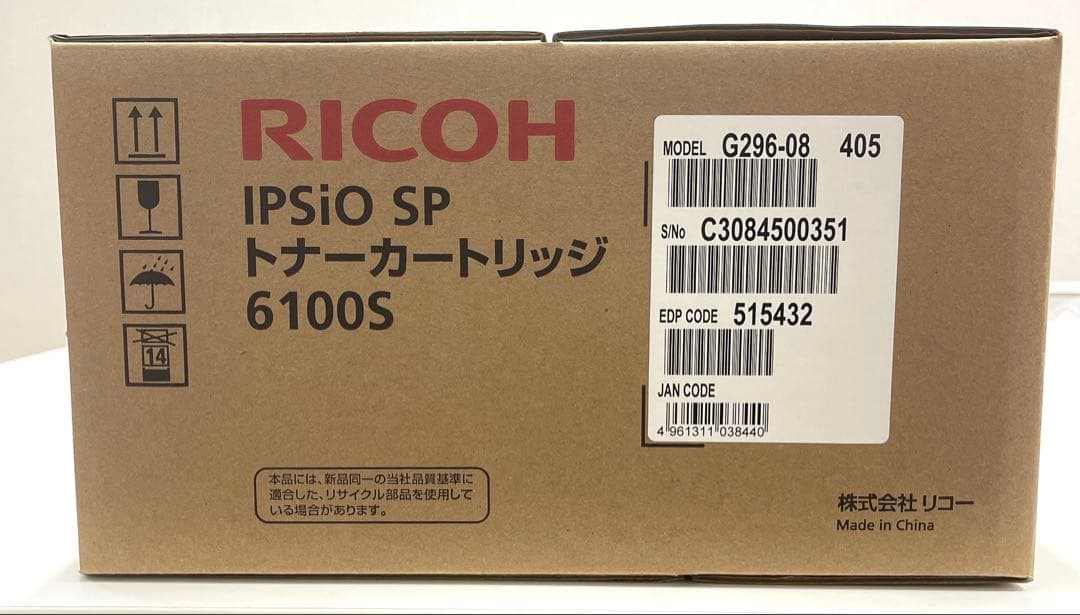 RICOH
IPSiO SP
トナーカートリッジ
6100S
14
MODEL G296-08 405
S/No C3084500351
EDP CODE 515432
JAN CODE
4 961311 038440
本品には、新品同一の当社品質基準に
適合した、リサイクル部品を使用して
いる場合があります。
株式会社 リコー
Made in China